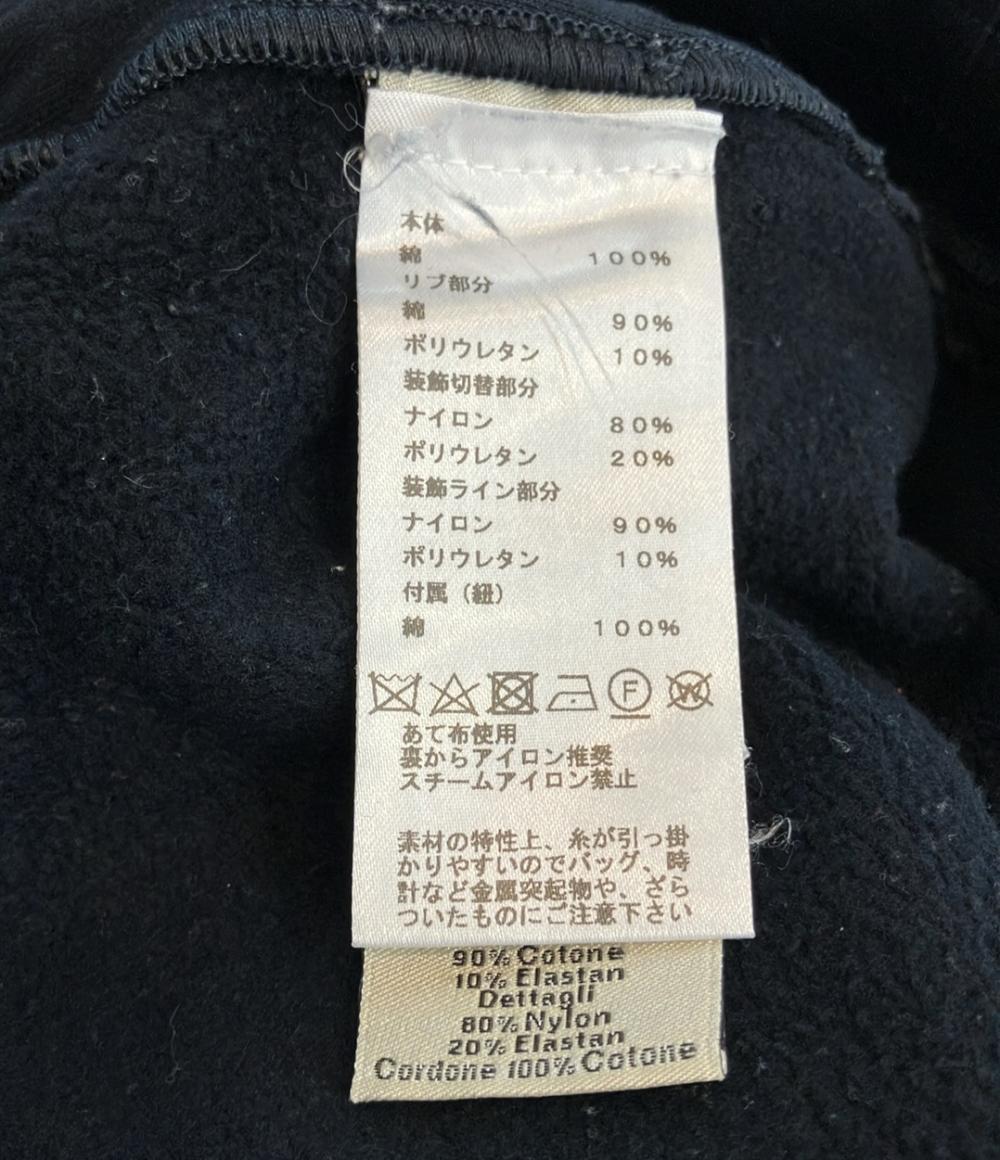 本体
綿 100%
リブ部分
綿 90%
ポリウレタン 10%
装飾切替部分
ナイロン 80%
ポリウレタン 20%
装飾ライン部分
ナイロン 90%
ポリウレタン 10%
付属（紐）
綿 100%
F W
あて布使用
裏からアイロン推奨
スチームアイロン禁止
素材の特性上、糸が引っ掛
かりやすいのでバッグ、時
計など金属突起物や、ざら
ついたものにご注意下さい
90% Cotone
10% Elastan
Dettagli
80% Nylon
20% Elastan
Cordone 100% Cotone